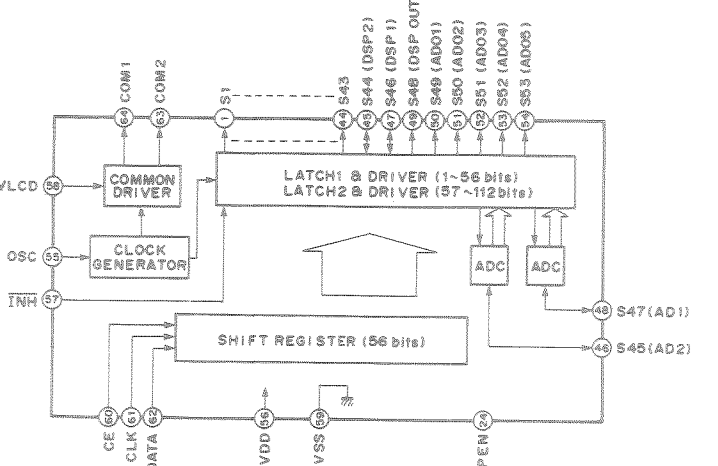 COM1
COM2
S1
S43
S44 (DSP2)
S46 (DSP1)
S48 (DSP OUT
S49 (ADO1)
S50 (ADO2)
S51 (ADO3)
S52 (ADO4)
S53 (ADO5)
64
63
1
44
45
47
49
50
51
52
53
54
VLCD
58
COMMON
DRIVER
LATCH1 & DRIVER (1~56 bits)
LATCH2 & DRIVER (57~112 bits)
OSC
55
CLOCK
GENERATOR
ADC
ADC
INH
57
48
S47(AD1)
SHIFT REGISTER (56 bits)
46
S45(AD2)
60
61
62
56
59
24
CE
CLK
DATA
VDD
VSS
PEN